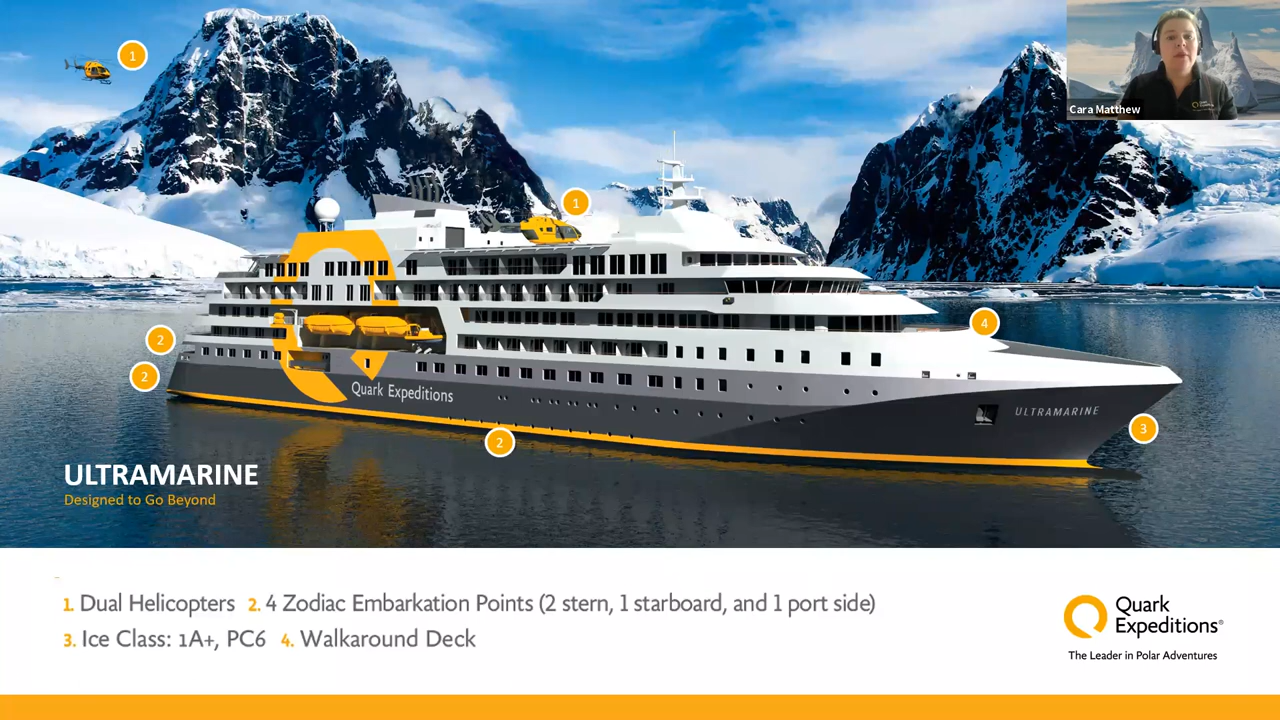 1
Cara Matthew
1
4
2
2
Quark Expeditions
ULTRAMARINE
3
2
ULTRAMARINE
Designed to Go Beyond
1. Dual Helicopters 2. 4 Zodiac Embarkation Points (2 stern, 1 starboard, and 1 port side)
3. Ice Class: 1A+, PC6 4. Walkaround Deck
Quark
Expeditions®
The Leader in Polar Adventures